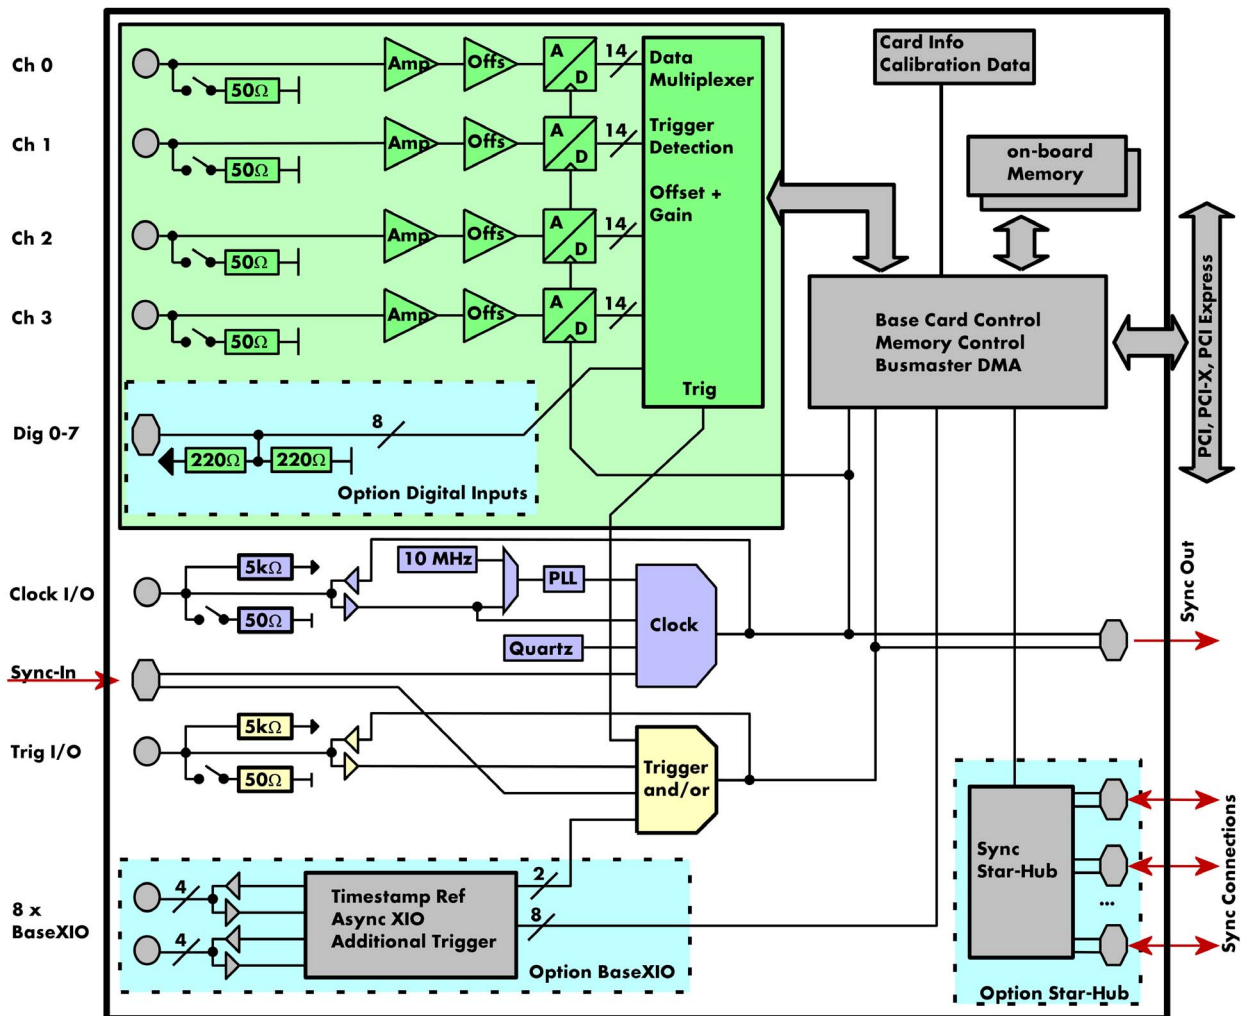 Ch 0
50Ω
Amp
Offs
A
D
14
Data
Multiplexer
Card Info
Calibration Data
Ch 1
50Ω
Amp
Offs
A
D
14
Trigger
Detection
on-board
Memory
Offset +
Gain
Ch 2
50Ω
Amp
Offs
A
D
14
Ch 3
50Ω
Amp
Offs
A
D
14
Base Card Control
Memory Control
Busmaster DMA
PCI, PCI-X, PCI Express
Trig
Dig 0-7
8
220Ω
220Ω
Option Digital Inputs
Clock I/O
5kΩ
50Ω
10 MHz
PLL
Clock
Quartz
Sync Out
Sync-In
Trig I/O
5kΩ
50Ω
Trigger
and/or
Sync
Star-Hub
...
Sync Connections
Option Star-Hub
8 x
BaseXIO
4
4
Timestamp Ref
Async XIO
Additional Trigger
2
8
Option BaseXIO